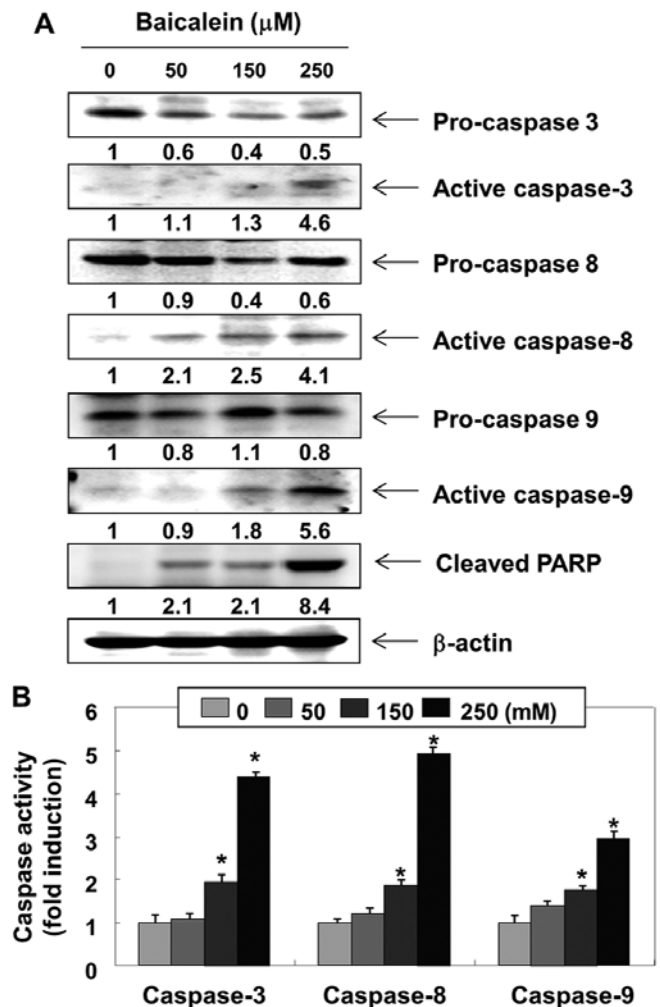 A
Baicalein (μM)
0 50 150 250
Pro-caspase 3
1 0.6 0.4 0.5
Active caspase-3
1 1.1 1.3 4.6
Pro-caspase 8
1 0.9 0.4 0.6
Active caspase-8
1 2.1 2.5 4.1
Pro-caspase 9
1 0.8 1.1 0.8
Active caspase-9
1 0.9 1.8 5.6
Cleaved PARP
1 2.1 2.1 8.4
β-actin
B
0 50 150 250 (mM)
Caspase activity
(fold induction)
6
5
4
3
2
1
0
* * * * * *
Caspase-3 Caspase-8 Caspase-9